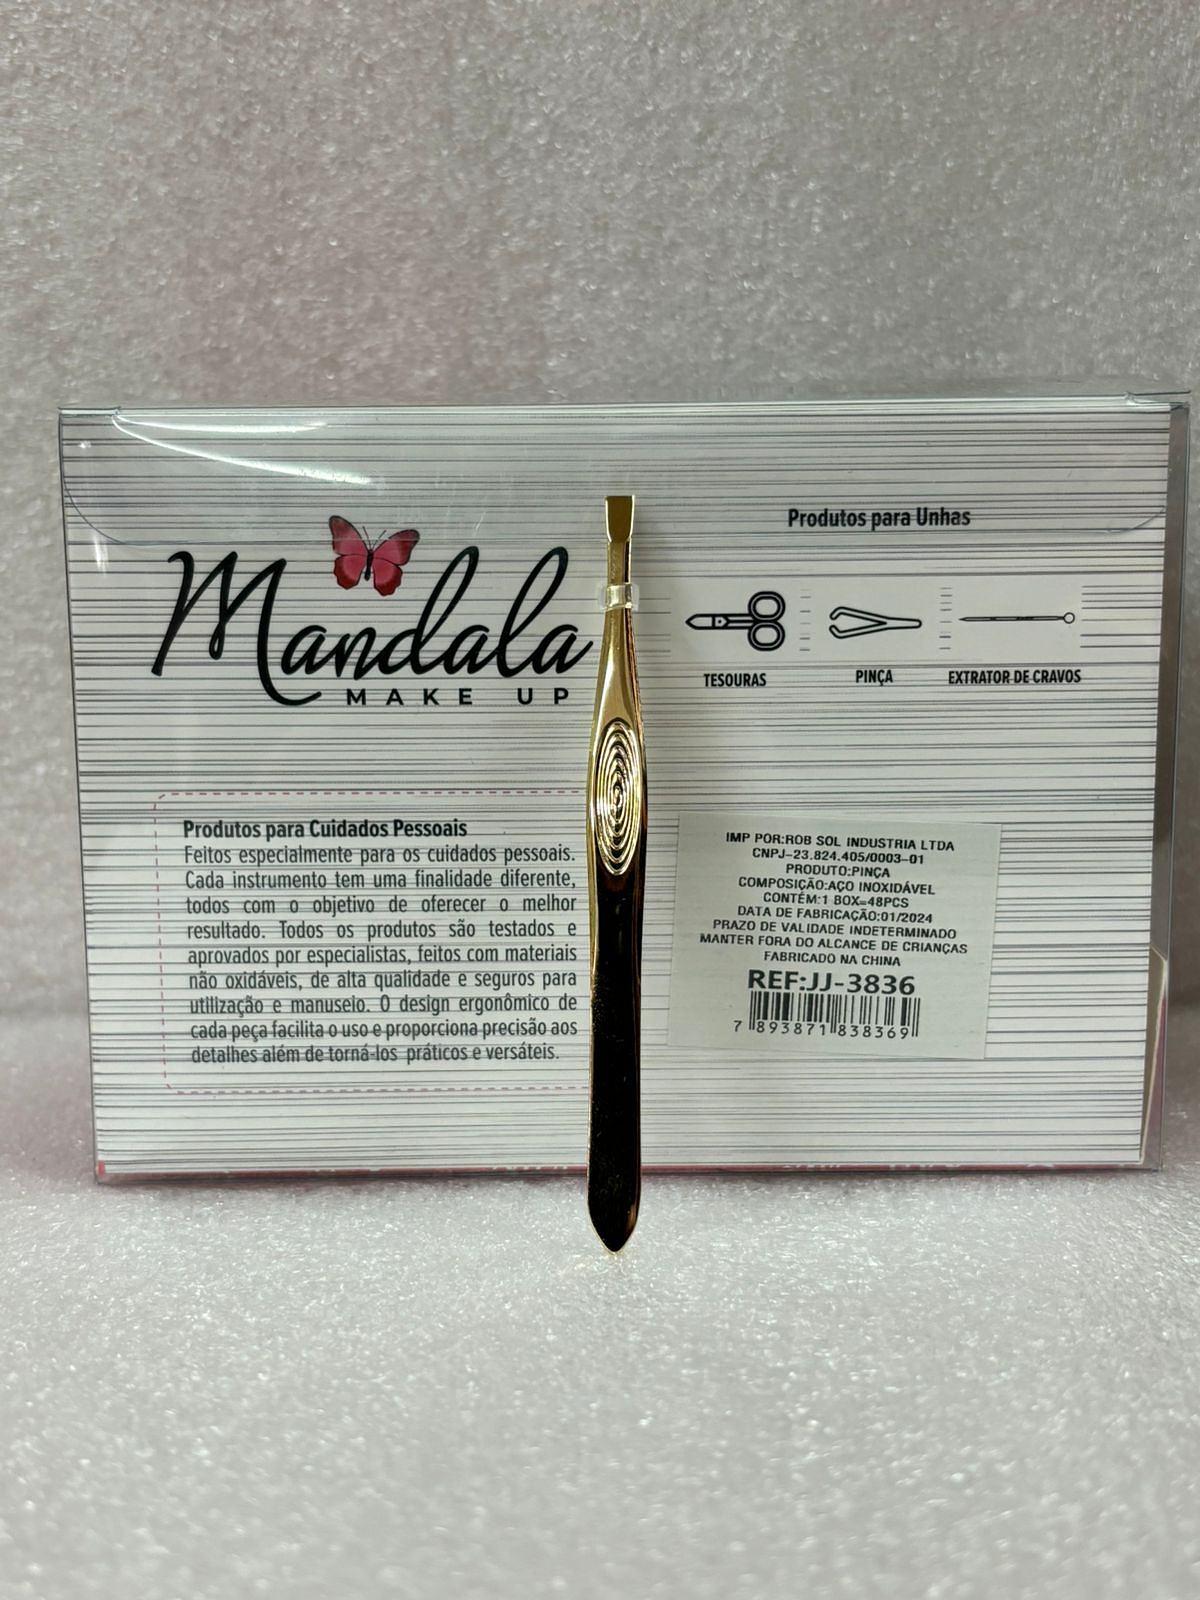 Mandala
MAKE UP
Produtos para Unhas
TESOURAS
PINÇA
EXTRATOR DE CRAVOS
Produtos para Cuidados Pessoais
Feitos especialmente para os cuidados pessoais.
Cada instrumento tem uma finalidade diferente,
todos com o objetivo de oferecer o melhor
resultado. Todos os produtos são testados e
aprovados por especialistas, feitos com materiais
não oxidáveis, de alta qualidade e seguros para
utilização e manuseio. O design ergonômico de
cada peça facilita o uso e proporciona precisão aos
detalhes além de torná-los práticos e versáteis.
IMP POR:ROB SOL INDUSTRIA LTDA
CNPJ-23.824.405/0003-01
PRODUTO:PINÇA
COMPOSIÇÃO:AÇO INOXIDÁVEL
CONTÉM:1 BOX=48PCS
DATA DE FABRICAÇÃO:01/2024
PRAZO DE VALIDADE INDETERMINADO
MANTER FORA DO ALCANCE DE CRIANÇAS
FABRICADO NA CHINA
REF:JJ-3836
7 893871 838369